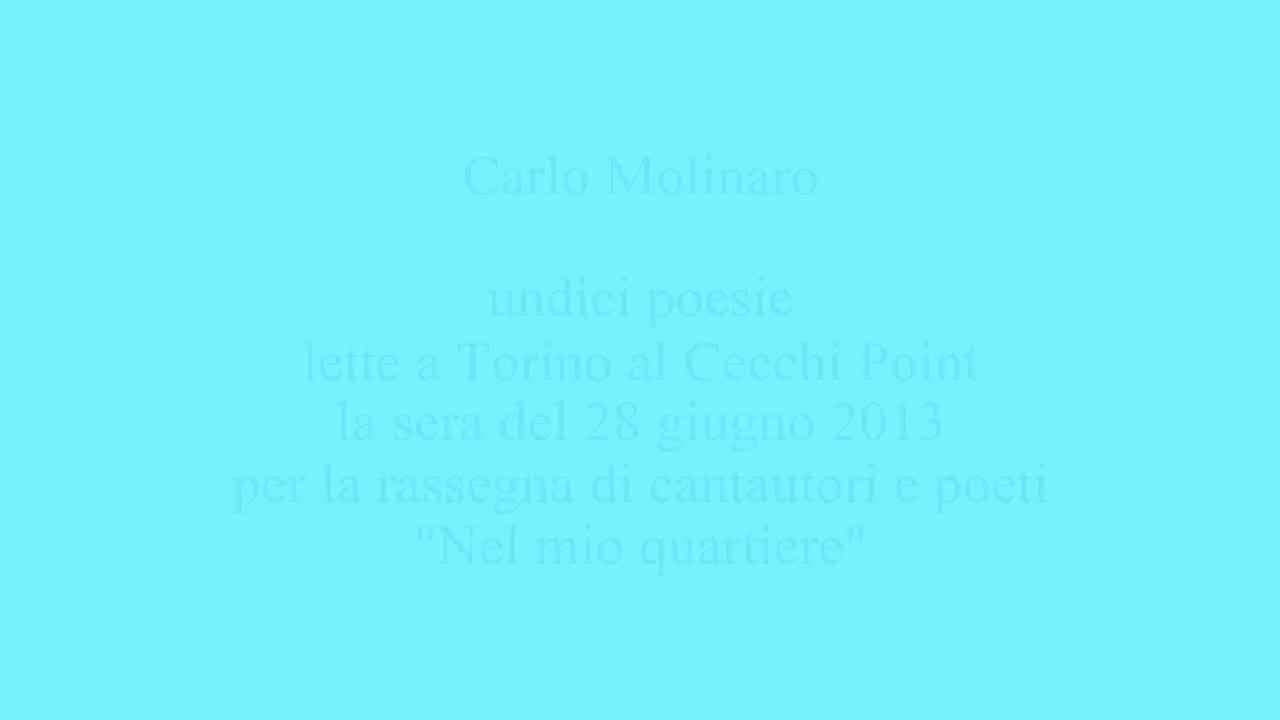 Carlo Molinaro
undici poesie
lette a Torino al Cecchi Point
la sera del 28 giugno 2013
per la rassegna di cantautori e poeti
"Nel mio quartiere"